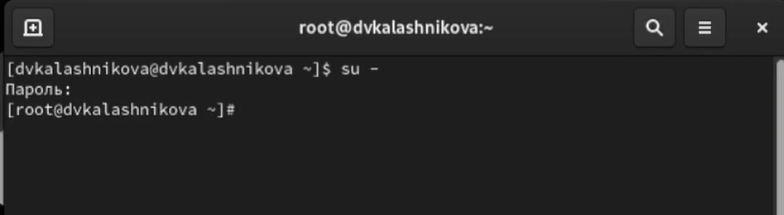 root@dvkalashnikova:~
[dvkalashnikova@dvkalashnikova ~]$ su -
Пароль:
[root@dvkalashnikova ~]#